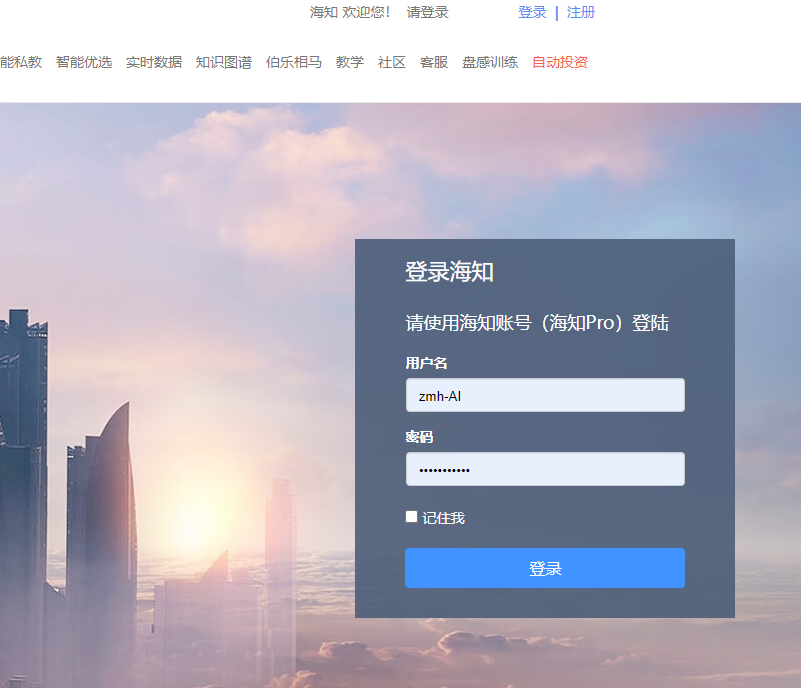 海知 欢迎您! 请登录 登录 | 注册
能私教 智能优选 实时数据 知识图谱 伯乐相马 教学 社区 客服 盘感训练 自动投资
登录海知
请使用海知账号（海知Pro）登陆
用户名
zmh-AI
密码
•••••••••••
记住我
登录